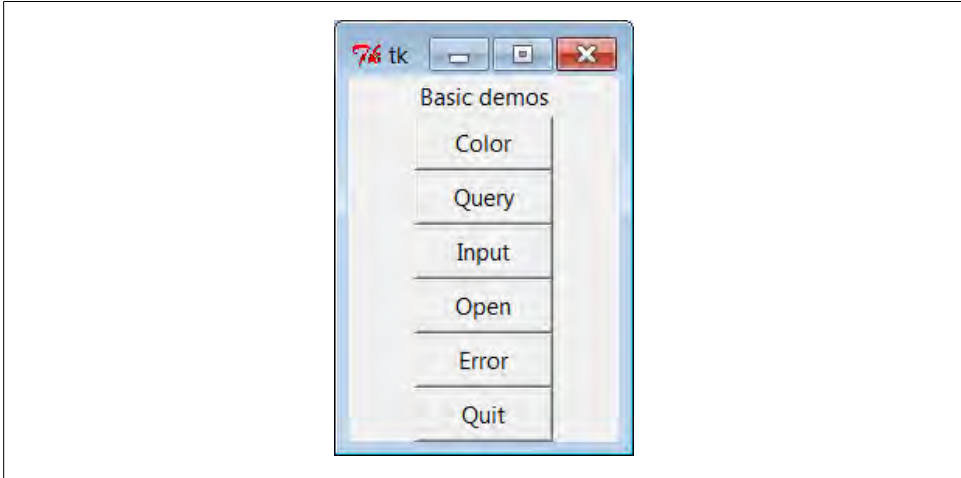 tk
Basic demos
Color
Query
Input
Open
Error
Quit